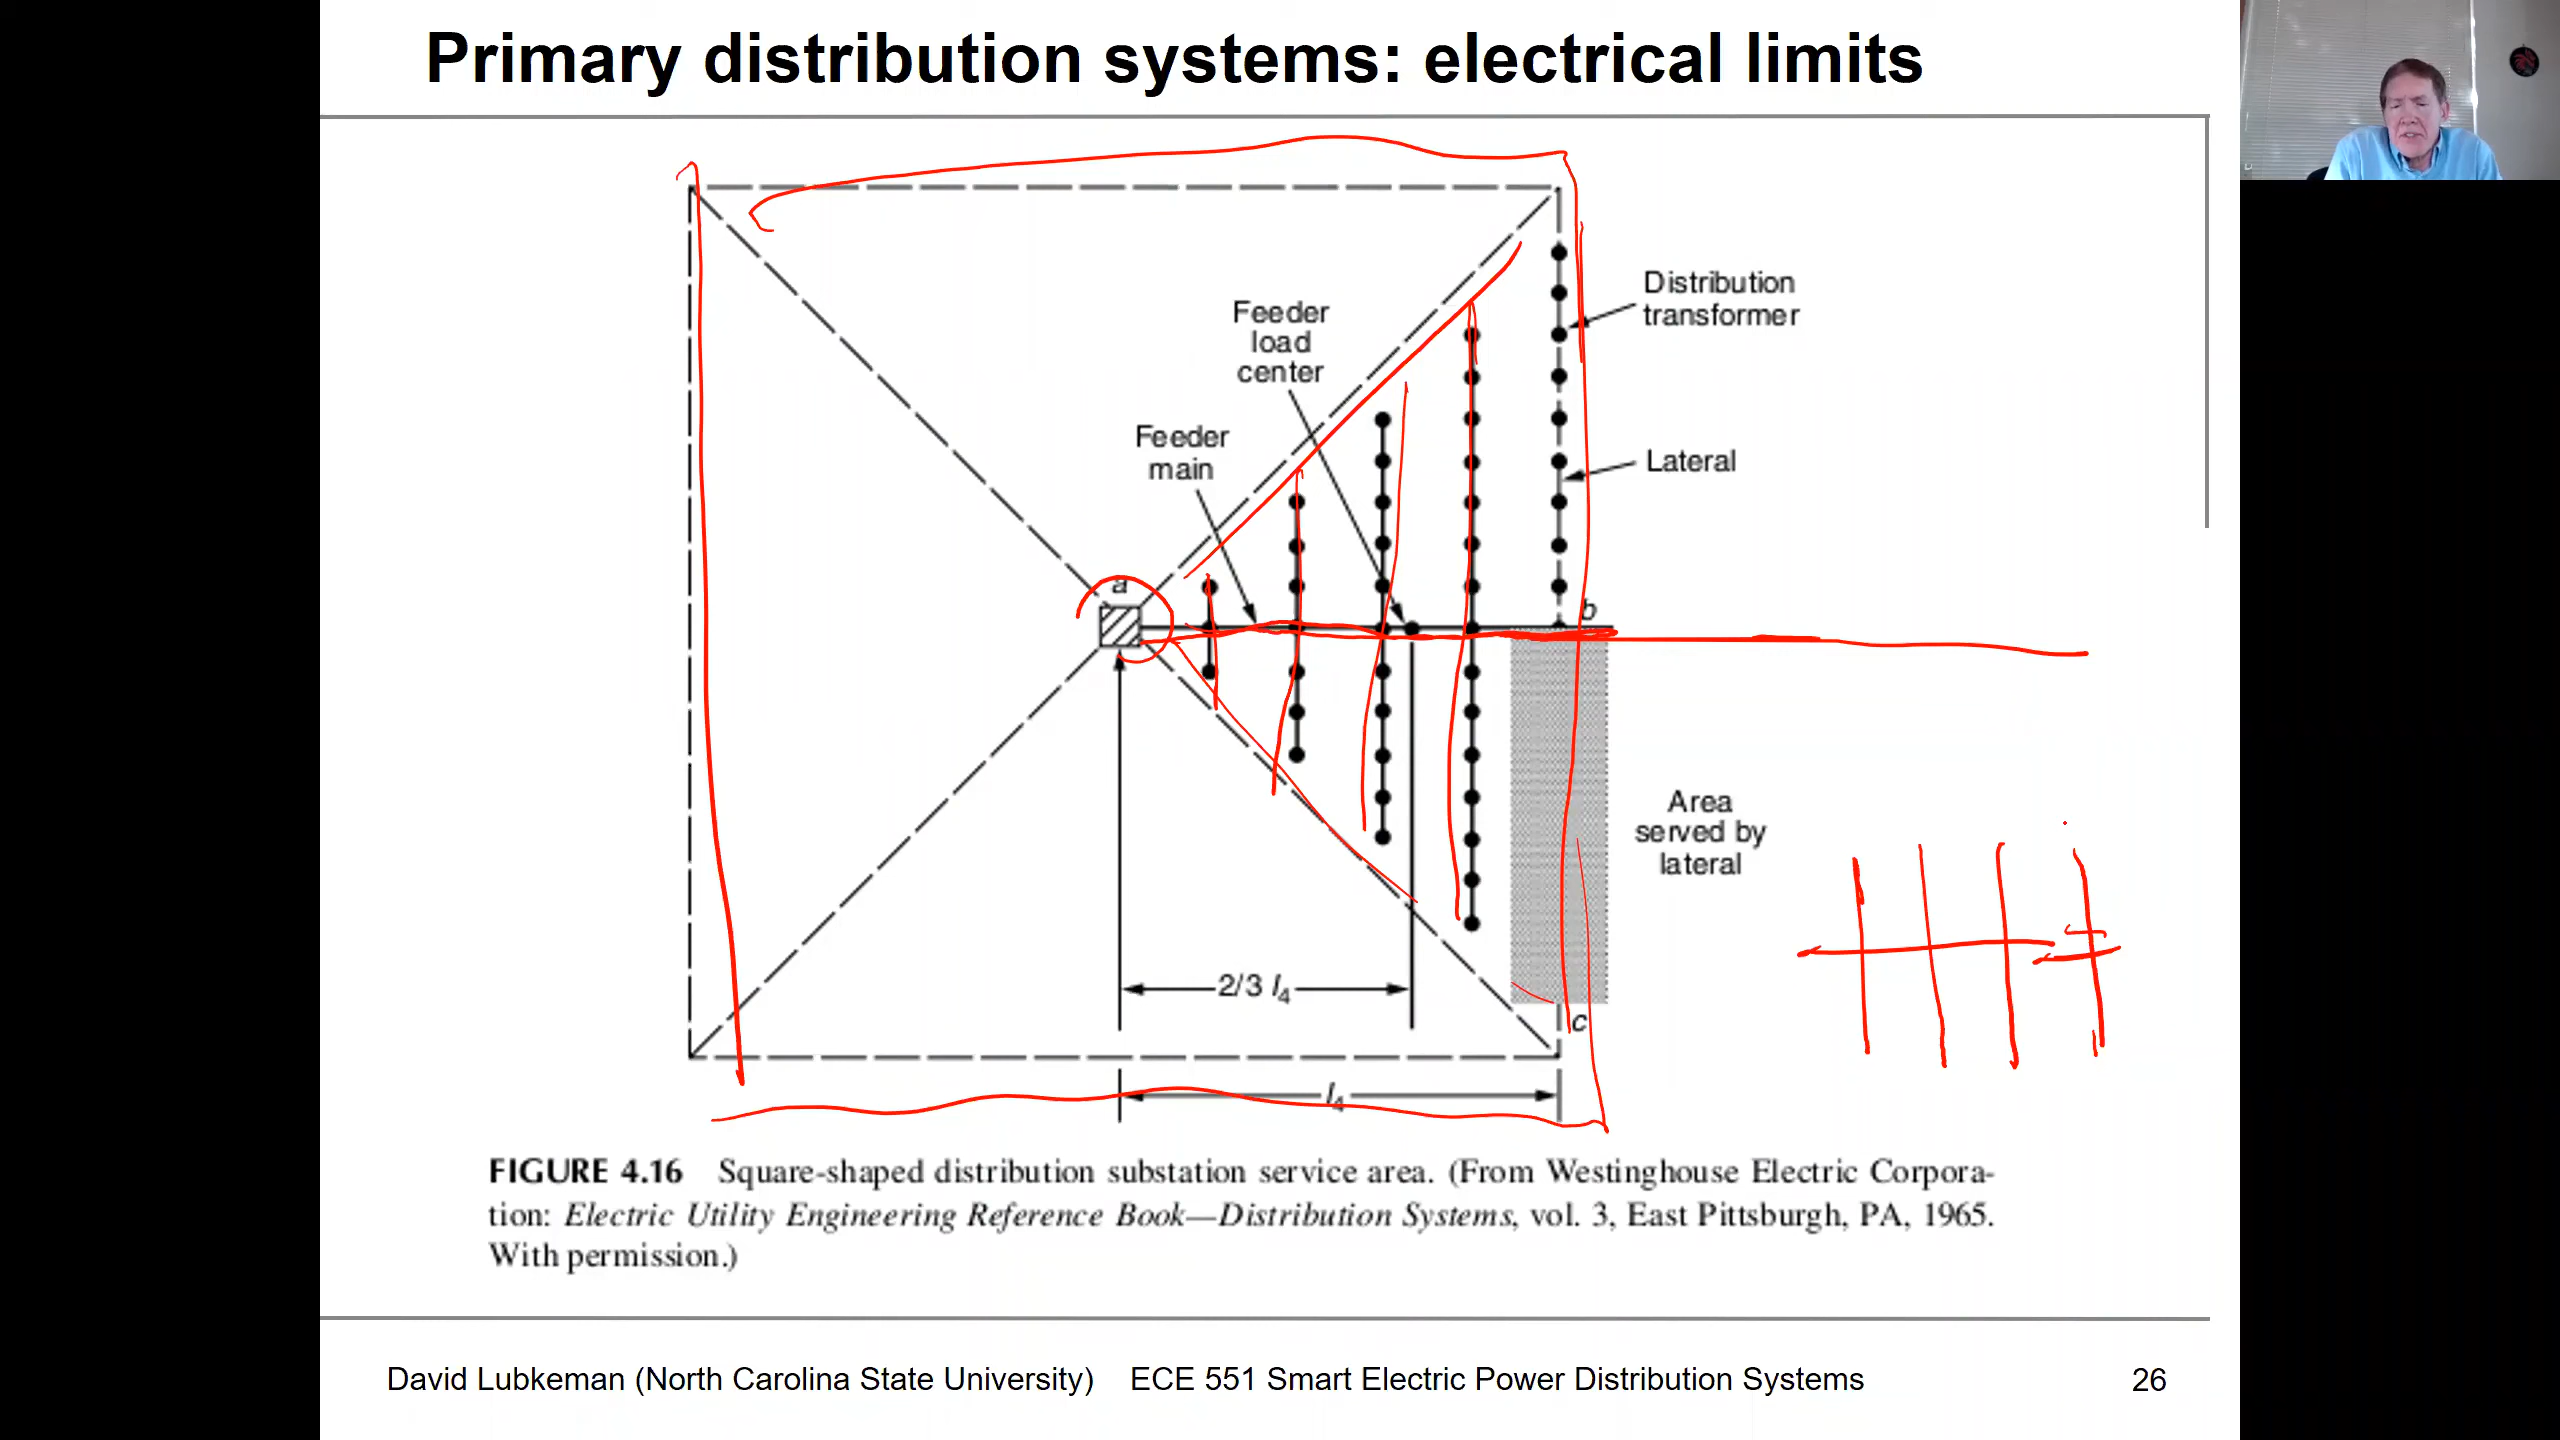 Primary distribution systems: electrical limits
Distribution
transformer
Feeder
load
center
Feeder
main
Lateral
a
b
Area
served by
lateral
2/3 l4
c
l4
FIGURE 4.16 Square-shaped distribution substation service area. (From Westinghouse Electric Corpora-
tion: Electric Utility Engineering Reference Book—Distribution Systems, vol. 3, East Pittsburgh, PA, 1965.
With permission.)
David Lubkeman (North Carolina State University) ECE 551 Smart Electric Power Distribution Systems 26